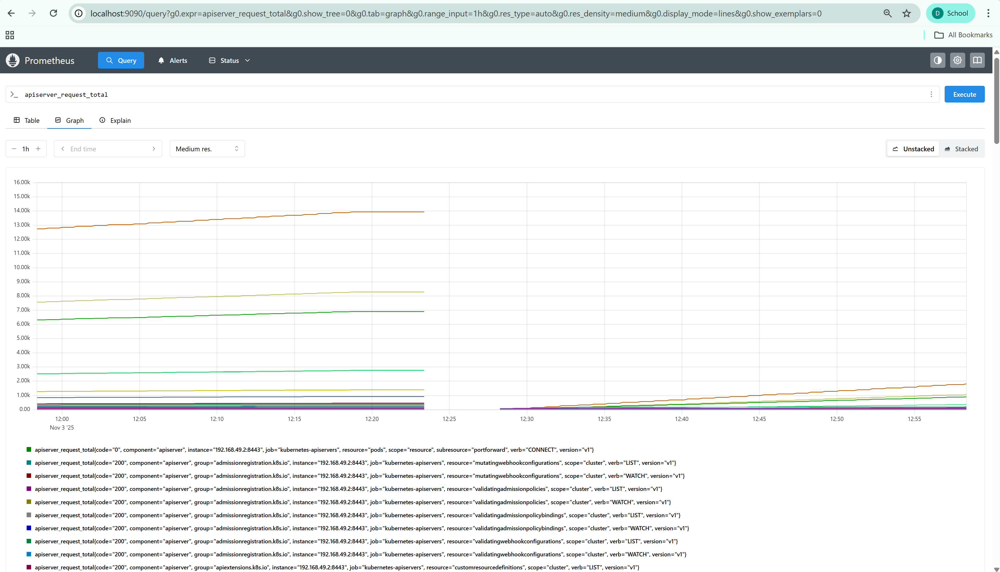 localhost:9090/query?g0.expr=apiserver_request_total&g0.show_tree=0&g0.tab=graph&g0.range_input=1h&g0.res_type=auto&g0.res_density=medium&g0.display_mode=lines&g0.show_exemplars=0
D School
All Bookmarks
Prometheus Query Alerts Status
>_ apiserver_request_total Execute
Table Graph Explain
1h End time Medium res. Unstacked Stacked
16.00k
15.00k
14.00k
13.00k
12.00k
11.00k
10.00k
9.00k
8.00k
7.00k
6.00k
5.00k
4.00k
3.00k
2.00k
1.00k
0.00
12:00 12:05 12:10 12:15 12:20 12:25 12:30 12:35 12:40 12:45 12:50 12:55
Nov 3 '25
apiserver_request_total{code="0", component="apiserver", instance="192.168.49.2:8443", job="kubernetes-apiservers", resource="pods", scope="resource", subresource="portforward", verb="CONNECT", version="v1"}
apiserver_request_total{code="200", component="apiserver", group="admissionregistration.k8s.io", instance="192.168.49.2:8443", job="kubernetes-apiservers", resource="mutatingwebhookconfigurations", scope="cluster", verb="LIST", version="v1"}
apiserver_request_total{code="200", component="apiserver", group="admissionregistration.k8s.io", instance="192.168.49.2:8443", job="kubernetes-apiservers", resource="mutatingwebhookconfigurations", scope="cluster", verb="WATCH", version="v1"}
apiserver_request_total{code="200", component="apiserver", group="admissionregistration.k8s.io", instance="192.168.49.2:8443", job="kubernetes-apiservers", resource="validatingadmissionpolicies", scope="cluster", verb="LIST", version="v1"}
apiserver_request_total{code="200", component="apiserver", group="admissionregistration.k8s.io", instance="192.168.49.2:8443", job="kubernetes-apiservers", resource="validatingadmissionpolicies", scope="cluster", verb="WATCH", version="v1"}
apiserver_request_total{code="200", component="apiserver", group="admissionregistration.k8s.io", instance="192.168.49.2:8443", job="kubernetes-apiservers", resource="validatingadmissionpolicybindings", scope="cluster", verb="LIST", version="v1"}
apiserver_request_total{code="200", component="apiserver", group="admissionregistration.k8s.io", instance="192.168.49.2:8443", job="kubernetes-apiservers", resource="validatingadmissionpolicybindings", scope="cluster", verb="WATCH", version="v1"}
apiserver_request_total{code="200", component="apiserver", group="admissionregistration.k8s.io", instance="192.168.49.2:8443", job="kubernetes-apiservers", resource="validatingwebhookconfigurations", scope="cluster", verb="LIST", version="v1"}
apiserver_request_total{code="200", component="apiserver", group="admissionregistration.k8s.io", instance="192.168.49.2:8443", job="kubernetes-apiservers", resource="validatingwebhookconfigurations", scope="cluster", verb="WATCH", version="v1"}
apiserver_request_total{code="200", component="apiserver", group="apiextensions.k8s.io", instance="192.168.49.2:8443", job="kubernetes-apiservers", resource="customresourcedefinitions", scope="cluster", verb="LIST", version="v1"}